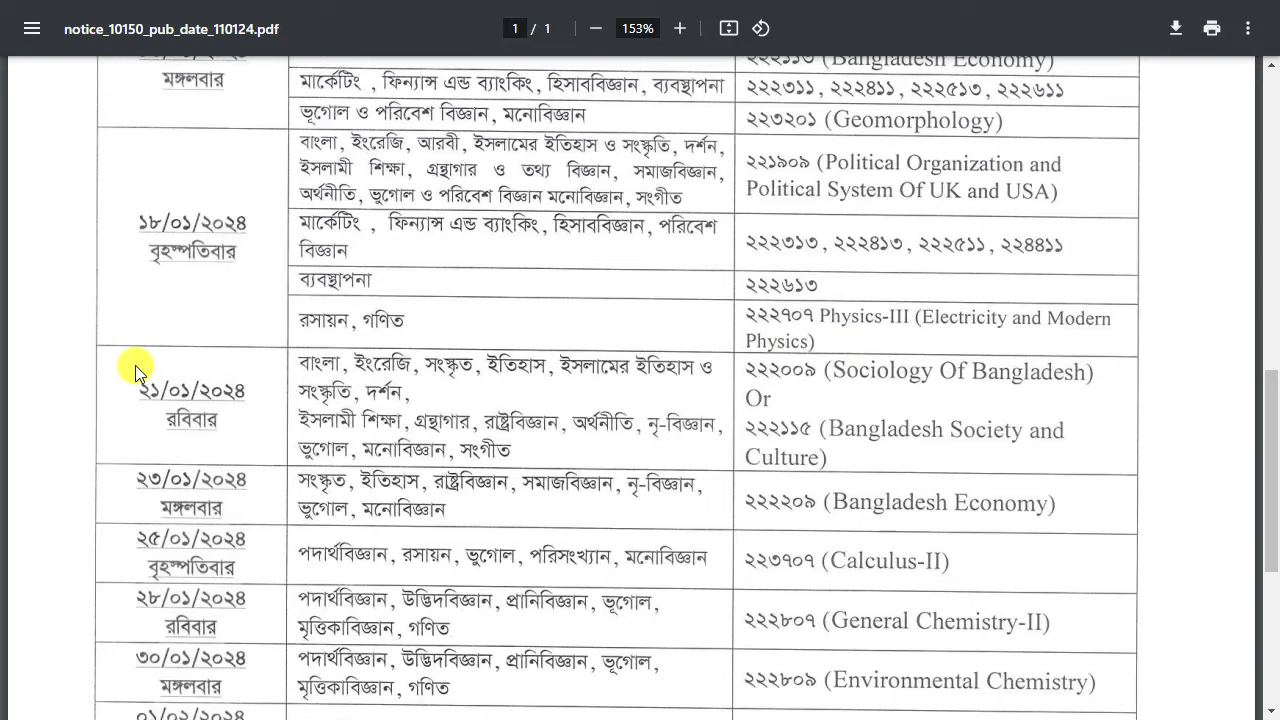 notice_10150_pub_date_110124.pdf
1 / 1
153%
মঙ্গলবার
২২২১১৩ (Bangladesh Economy)
মার্কেটিং , ফিন্যান্স এন্ড ব্যাংকিং, হিসাববিজ্ঞান, ব্যবস্থাপনা
২২২৩১১, ২২২৪১১, ২২২৫১৩, ২২২৬১১
ভূগোল ও পরিবেশ বিজ্ঞান, মনোবিজ্ঞান
২২৩২০১ (Geomorphology)
১৮/০১/২০২৪
বৃহস্পতিবার
বাংলা, ইংরেজি, আরবী, ইসলামের ইতিহাস ও সংস্কৃতি, দর্শন,
ইসলামী শিক্ষা, গ্রন্থাগার ও তথ্য বিজ্ঞান, সমাজবিজ্ঞান,
অর্থনীতি, ভুগোল ও পরিবেশ বিজ্ঞান মনোবিজ্ঞান, সংগীত
২২১৯০৯ (Political Organization and
Political System Of UK and USA)
মার্কেটিং , ফিন্যান্স এন্ড ব্যাংকিং, হিসাববিজ্ঞান, পরিবেশ
বিজ্ঞান
২২২৩১৩, ২২২৪১৩, ২২২৫১১, ২২৪৪১১
ব্যবস্থাপনা
২২২৬১৩
রসায়ন, গণিত
২২২৭০৭ Physics-III (Electricity and Modern
Physics)
২১/০১/২০২৪
রবিবার
বাংলা, ইংরেজি, সংস্কৃত, ইতিহাস, ইসলামের ইতিহাস ও
সংস্কৃতি, দর্শন,
ইসলামী শিক্ষা, গ্রন্থাগার, রাষ্ট্রবিজ্ঞান, অর্থনীতি, নৃ-বিজ্ঞান,
ভুগোল, মনোবিজ্ঞান, সংগীত
২২২০০৯ (Sociology Of Bangladesh)
Or
২২২১১৫ (Bangladesh Society and
Culture)
২৩/০১/২০২৪
মঙ্গলবার
সংস্কৃত, ইতিহাস, রাষ্ট্রবিজ্ঞান, সমাজবিজ্ঞান, নৃ-বিজ্ঞান,
ভুগোল, মনোবিজ্ঞান
২২২২০৯ (Bangladesh Economy)
২৫/০১/২০২৪
বৃহস্পতিবার
পদার্থবিজ্ঞান, রসায়ন, ভুগোল, পরিসংখ্যান, মনোবিজ্ঞান
২২৩৭০৭ (Calculus-II)
২৮/০১/২০২৪
রবিবার
পদার্থবিজ্ঞান, উদ্ভিদবিজ্ঞান, প্রানিবিজ্ঞান, ভূগোল,
মৃত্তিকাবিজ্ঞান, গণিত
২২২৮০৭ (General Chemistry-II)
৩০/০১/২০২৪
মঙ্গলবার
পদার্থবিজ্ঞান, উদ্ভিদবিজ্ঞান, প্রানিবিজ্ঞান, ভূগোল,
মৃত্তিকাবিজ্ঞান, গণিত
২২২৮০৯ (Environmental Chemistry)
০১/০২/২০২৪